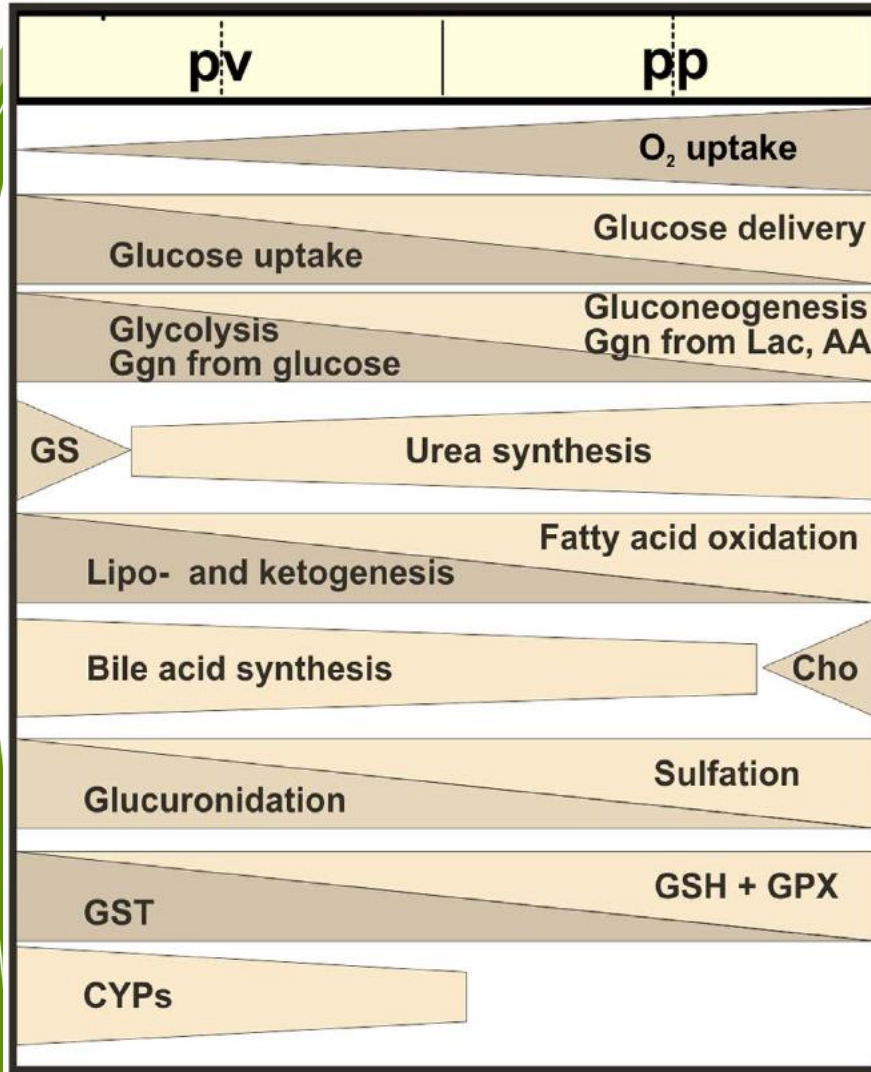 pv pp
O₂ uptake
Glucose delivery
Glucose uptake
Gluconeogenesis
Ggn from Lac, AA
Glycolysis
Ggn from glucose
GS Urea synthesis
Fatty acid oxidation
Lipo- and ketogenesis
Bile acid synthesis Cho
Sulfation
Glucuronidation
GSH + GPX
GST
CYPs